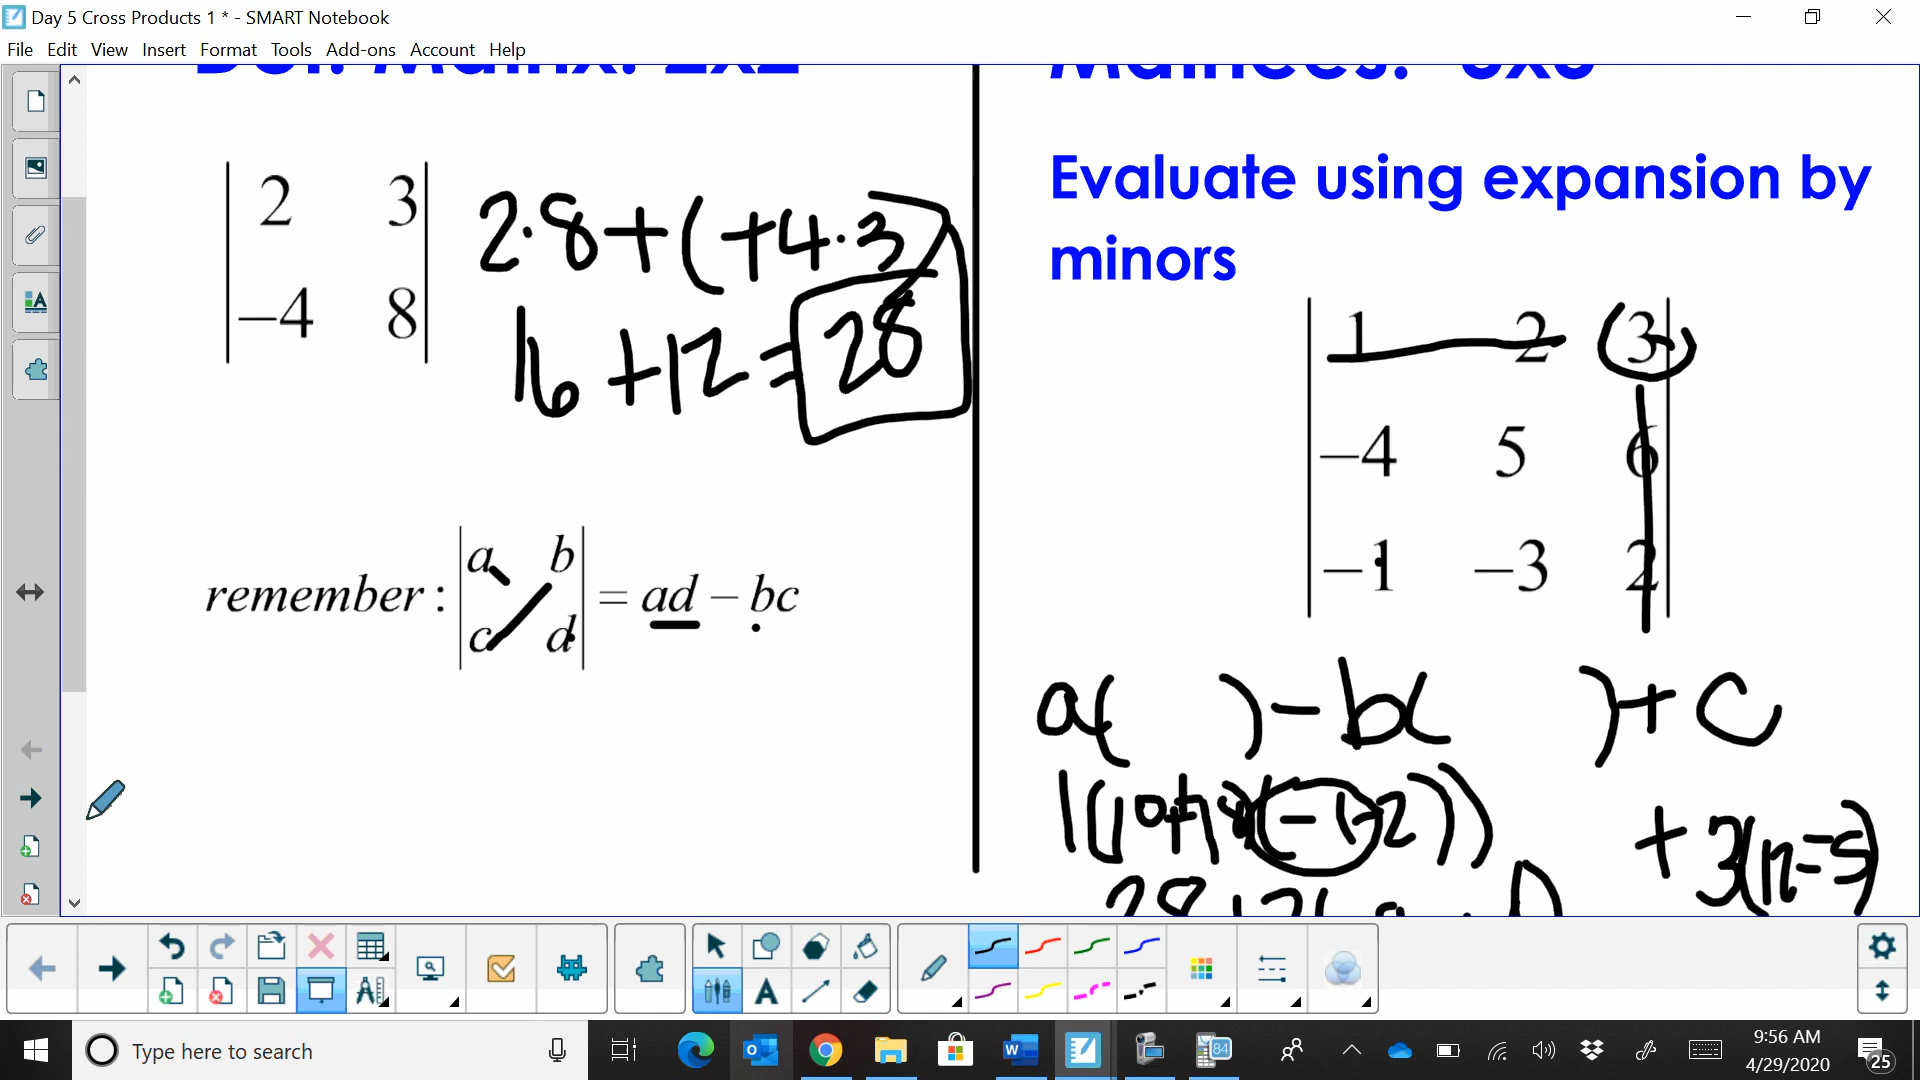 Day 5 Cross Products 1 * - SMART Notebook
File Edit View Insert Format Tools Add-ons Account Help
2 3
-4 8
2·8+(+4·3)
16+12=28
remember: a b
c d
= ad − bc
Evaluate using expansion by
minors
1 2 3
-4 5 6
-1 -3 2
a( )-b( )+c
+3(12--5)
Type here to search
84
9:56 AM
4/29/2020
25